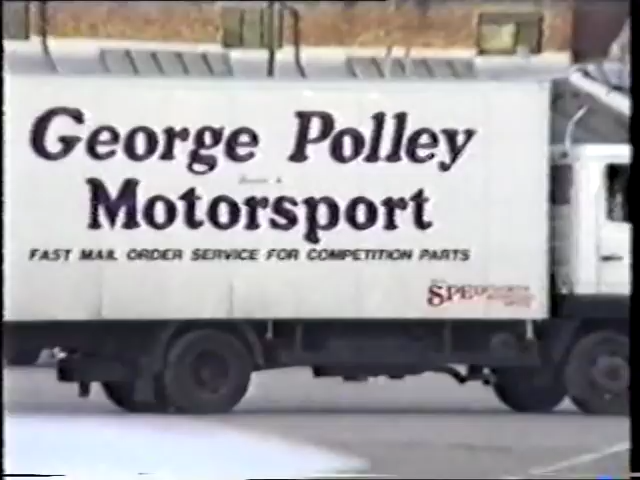 George Polley
Motorsport
FAST MAIL ORDER SERVICE FOR COMPETITION PARTS